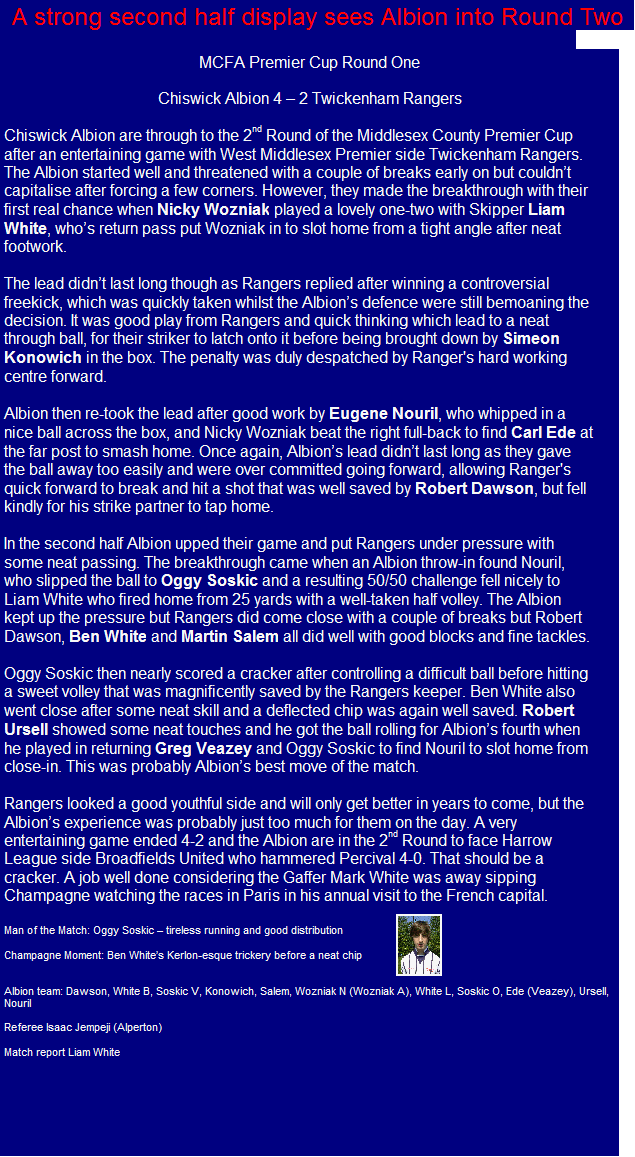 A strong second half display sees Albion into Round Two
MCFA Premier Cup Round One
Chiswick Albion 4 – 2 Twickenham Rangers
Chiswick Albion are through to the 2nd Round of the Middlesex County Premier Cup
after an entertaining game with West Middlesex Premier side Twickenham Rangers.
The Albion started well and threatened with a couple of breaks early on but couldn’t
capitalise after forcing a few corners. However, they made the breakthrough with their
first real chance when Nicky Wozniak played a lovely one-two with Skipper Liam
White, who’s return pass put Wozniak in to slot home from a tight angle after neat
footwork.
The lead didn’t last long though as Rangers replied after winning a controversial
freekick, which was quickly taken whilst the Albion’s defence were still bemoaning the
decision. It was good play from Rangers and quick thinking which lead to a neat
through ball, for their striker to latch onto it before being brought down by Simeon
Konowich in the box. The penalty was duly despatched by Ranger's hard working
centre forward.
Albion then re-took the lead after good work by Eugene Nouril, who whipped in a
nice ball across the box, and Nicky Wozniak beat the right full-back to find Carl Ede at
the far post to smash home. Once again, Albion’s lead didn’t last long as they gave
the ball away too easily and were over committed going forward, allowing Ranger's
quick forward to break and hit a shot that was well saved by Robert Dawson, but fell
kindly for his strike partner to tap home.
In the second half Albion upped their game and put Rangers under pressure with
some neat passing. The breakthrough came when an Albion throw-in found Nouril,
who slipped the ball to Oggy Soskic and a resulting 50/50 challenge fell nicely to
Liam White who fired home from 25 yards with a well-taken half volley. The Albion
kept up the pressure but Rangers did come close with a couple of breaks but Robert
Dawson, Ben White and Martin Salem all did well with good blocks and fine tackles.
Oggy Soskic then nearly scored a cracker after controlling a difficult ball before hitting
a sweet volley that was magnificently saved by the Rangers keeper. Ben White also
went close after some neat skill and a deflected chip was again well saved. Robert
Ursell showed some neat touches and he got the ball rolling for Albion’s fourth when
he played in returning Greg Veazey and Oggy Soskic to find Nouril to slot home from
close-in. This was probably Albion’s best move of the match.
Rangers looked a good youthful side and will only get better in years to come, but the
Albion’s experience was probably just too much for them on the day. A very
entertaining game ended 4-2 and the Albion are in the 2nd Round to face Harrow
League side Broadfields United who hammered Percival 4-0. That should be a
cracker. A job well done considering the Gaffer Mark White was away sipping
Champagne watching the races in Paris in his annual visit to the French capital.
Man of the Match: Oggy Soskic – tireless running and good distribution
Champagne Moment: Ben White's Kerlon-esque trickery before a neat chip
Albion team: Dawson, White B, Soskic V, Konowich, Salem, Wozniak N (Wozniak A), White L, Soskic O, Ede (Veazey), Ursell,
Nouril
Referee Isaac Jempeji (Alperton)
Match report Liam White